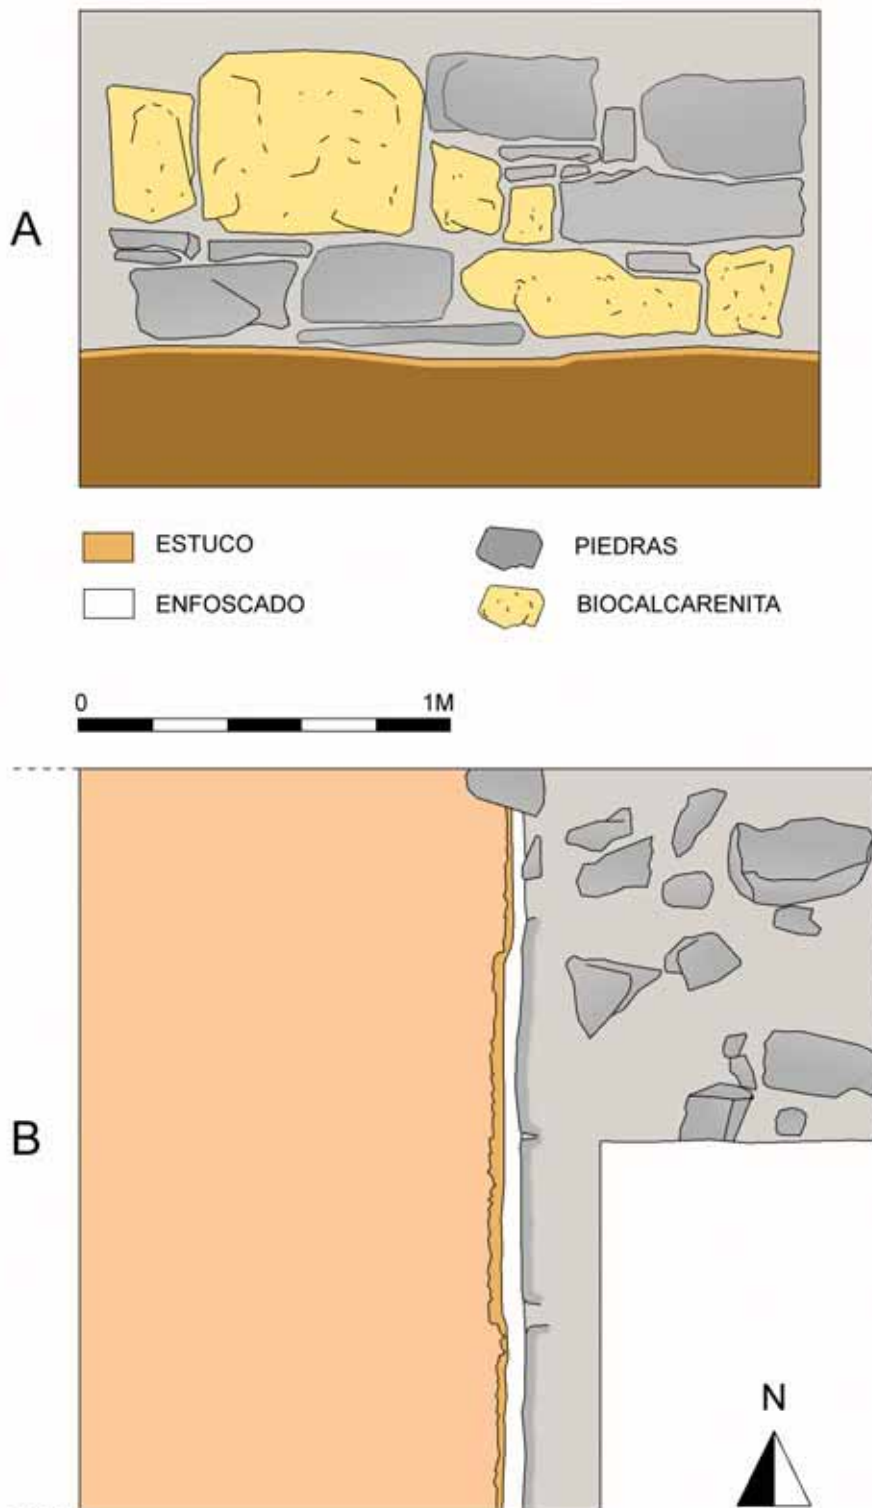 A
ESTUCO
PIEDRAS
ENFOSCADO
BIOCALCARENITA
0 1M
B
N